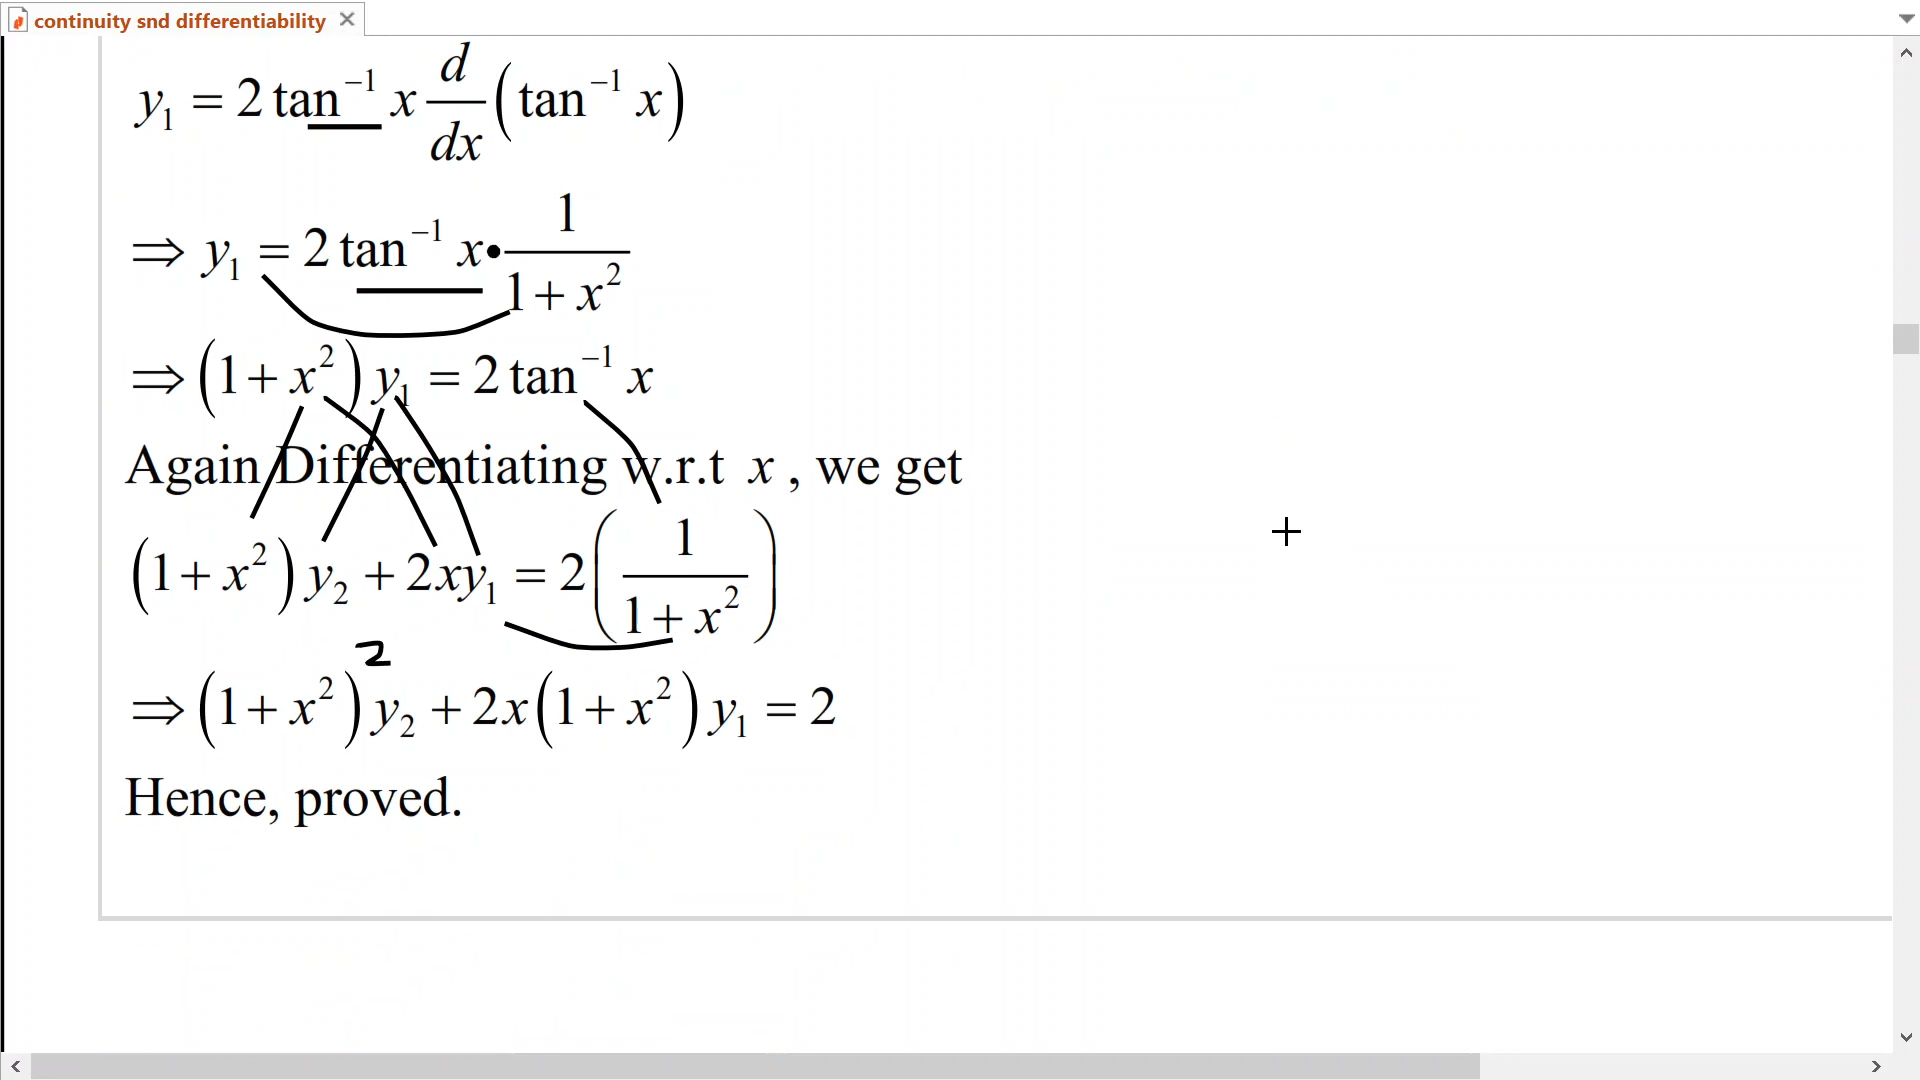 continuity snd differentiability
y₁ = 2 tan⁻¹ x d/dx (tan⁻¹ x)
⇒ y₁ = 2 tan⁻¹ x • 1/(1 + x²)
⇒ (1 + x²) y₁ = 2 tan⁻¹ x
Again Differentiating w.r.t x , we get
(1 + x²) y₂ + 2xy₁ = 2 (1/(1 + x²))
2
⇒ (1 + x²) y₂ + 2x (1 + x²) y₁ = 2
Hence, proved.